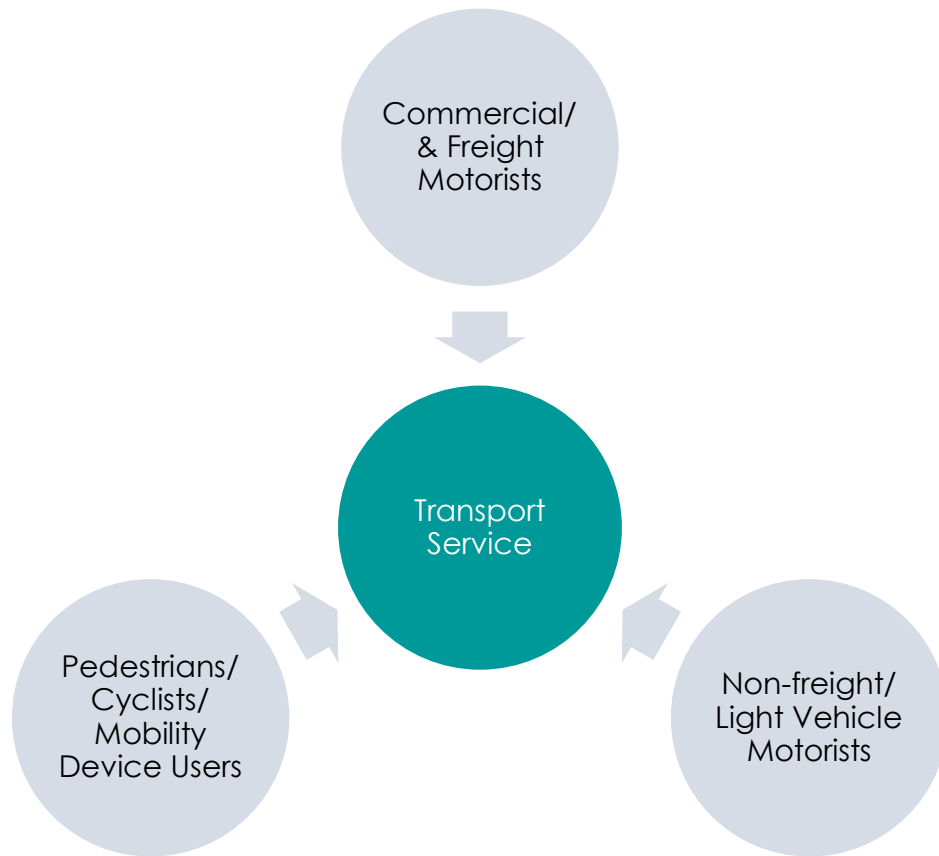 Commercial/
& Freight
Motorists
Transport
Service
Pedestrians/
Cyclists/
Mobility
Device Users
Non-freight/
Light Vehicle
Motorists